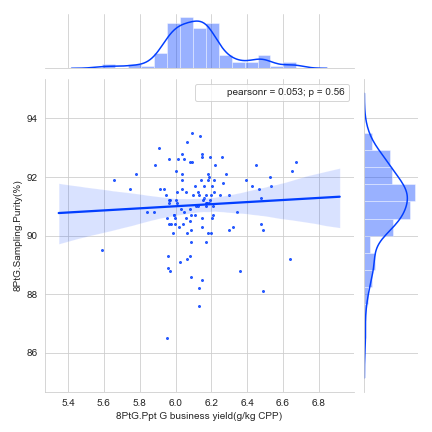 pearsonr = 0.053; p = 0.56
94
92
90
88
86
8PtG.Sampling.Purity(%)
5.4 5.6 5.8 6.0 6.2 6.4 6.6 6.8
8PtG.Ppt G business yield(g/kg CPP)